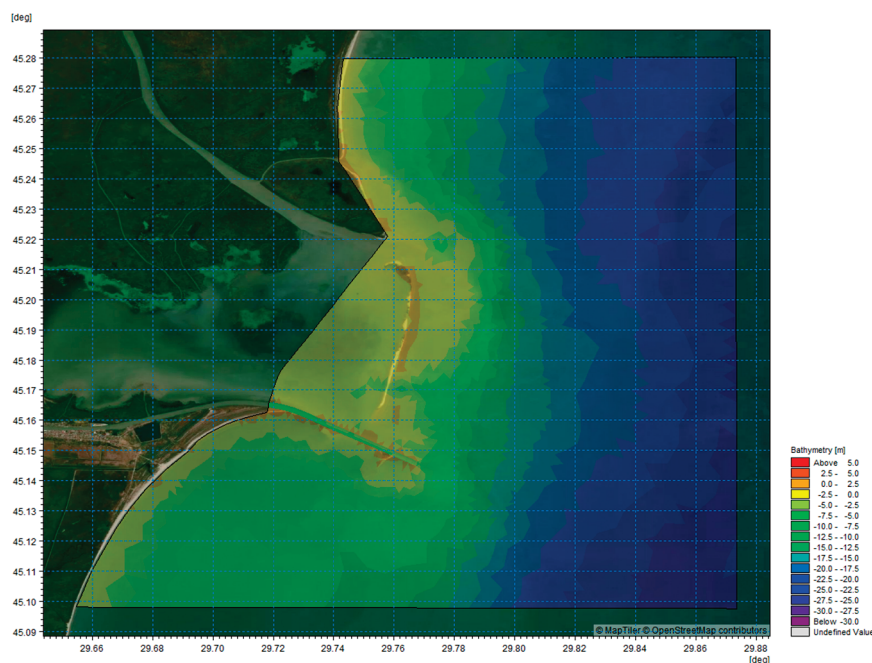 [deg]
45.28
45.27
45.26
45.25
45.24
45.23
45.22
45.21
45.20
45.19
45.18
45.17
45.16
45.15
45.14
45.13
45.12
45.11
45.10
45.09
Bathymetry [m]
Above 5.0
2.5 - 5.0
0.0 - 2.5
-2.5 - 0.0
-5.0 - -2.5
-7.5 - -5.0
-10.0 - -7.5
-12.5 - -10.0
-15.0 - -12.5
-17.5 - -15.0
-20.0 - -17.5
-22.5 - -20.0
-25.0 - -22.5
-27.5 - -25.0
-30.0 - -27.5
Below -30.0
Undefined Value
© MapTiler © OpenStreetMap contributors
29.66 29.68 29.70 29.72 29.74 29.76 29.78 29.80 29.82 29.84 29.86 29.88
[deg]